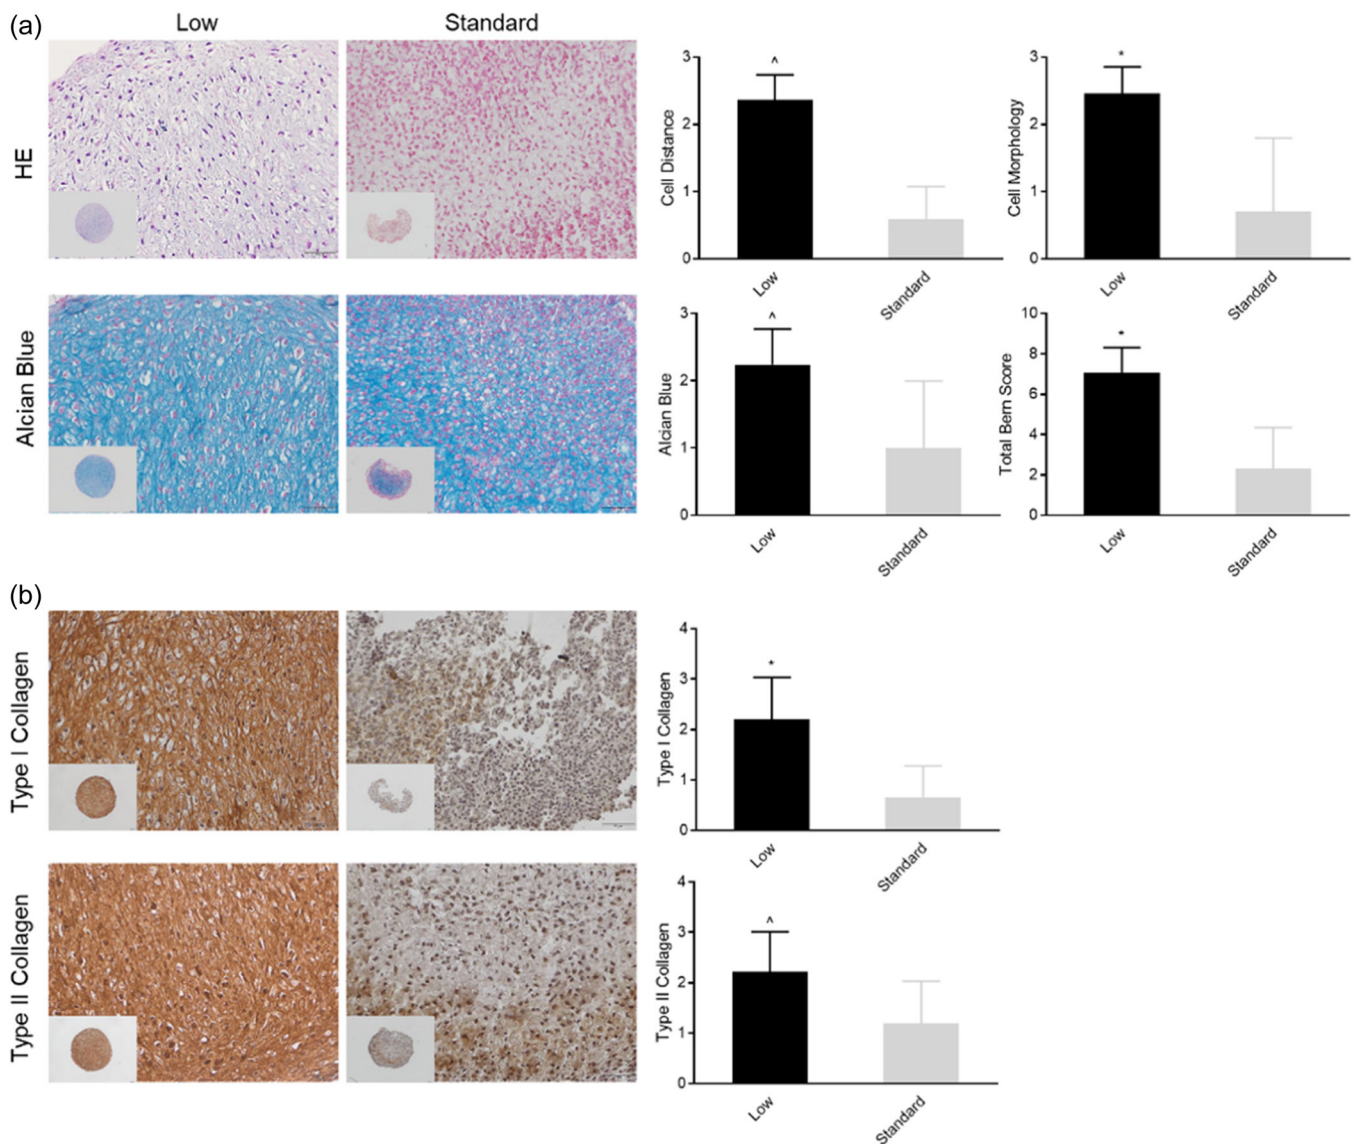 (a)
Low
Standard
HE
Alcian Blue
3
2
1
0
Cell Distance
^
Low
Standard
3
2
1
0
Cell Morphology
*
Low
Standard
3
2
1
0
Alcian Blue
^
Low
Standard
10
8
6
4
2
0
Total Bern Score
*
Low
Standard
(b)
Type I Collagen
Type II Collagen
4
3
2
1
0
Type I Collagen
*
Low
Standard
4
3
2
1
0
Type II Collagen
^
Low
Standard